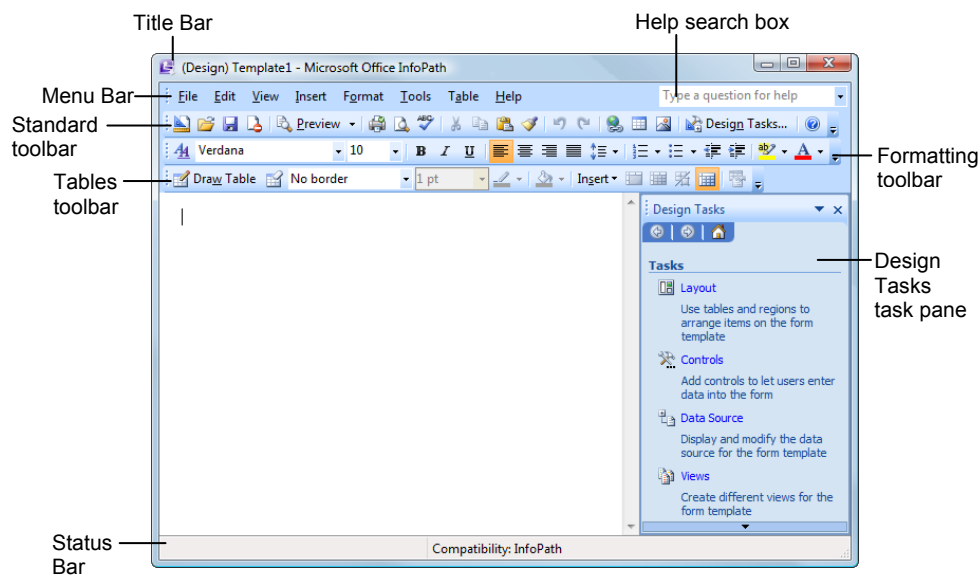 Title Bar
Help search box
(Design) Template1 - Microsoft Office InfoPath
Menu Bar
File Edit View Insert Format Tools Table Help
Type a question for help
Standard
toolbar
Preview
ABC
Design Tasks...
Verdana
10
B I U
ab
A
Formatting
toolbar
Tables
toolbar
Draw Table
No border
1 pt
Insert
Design Tasks
Tasks
Layout
Use tables and regions to
arrange items on the form
template
Controls
Add controls to let users enter
data into the form
Data Source
Display and modify the data
source for the form template
Views
Create different views for the
form template
Design
Tasks
task pane
Status
Bar
Compatibility: InfoPath